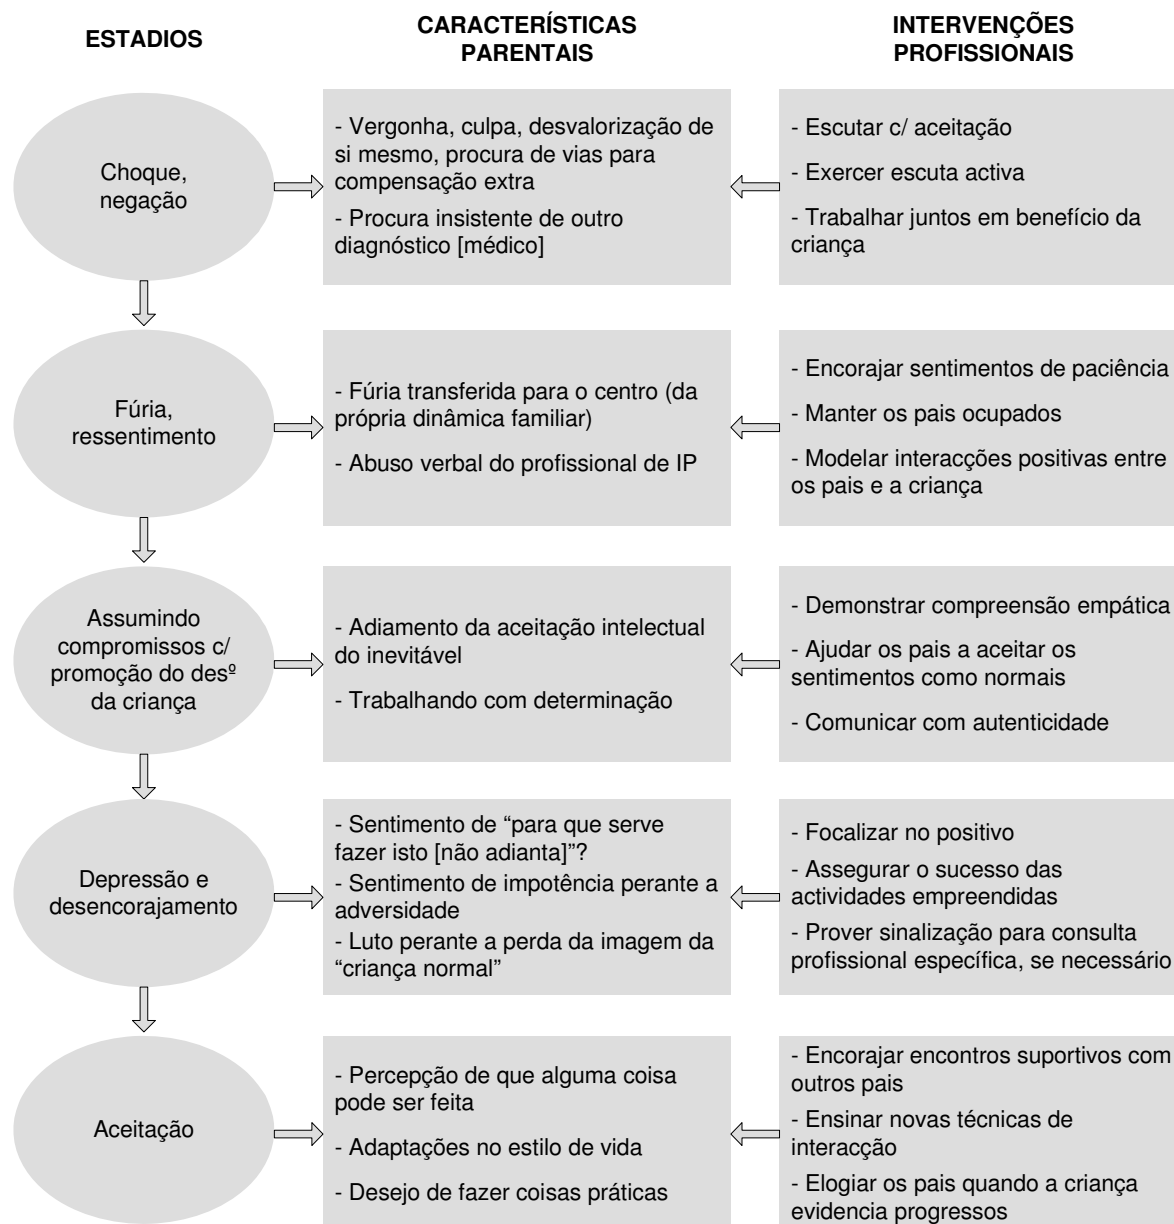 ESTADIOS
CARACTERÍSTICAS
PARENTAIS
INTERVENÇÕES
PROFISSIONAIS
Choque,
negação
- Vergonha, culpa, desvalorização de
si mesmo, procura de vias para
compensação extra
- Procura insistente de outro
diagnóstico [médico]
- Escutar c/ aceitação
- Exercer escuta activa
- Trabalhar juntos em benefício da
criança
Fúria,
ressentimento
- Fúria transferida para o centro (da
própria dinâmica familiar)
- Abuso verbal do profissional de IP
- Encorajar sentimentos de paciência
- Manter os pais ocupados
- Modelar interacções positivas entre
os pais e a criança
Assumindo
compromissos c/
promoção do desº
da criança
- Adiamento da aceitação intelectual
do inevitável
- Trabalhando com determinação
- Demonstrar compreensão empática
- Ajudar os pais a aceitar os
sentimentos como normais
- Comunicar com autenticidade
Depressão e
desencorajamento
- Sentimento de “para que serve
fazer isto [não adianta]”?
- Sentimento de impotência perante a
adversidade
- Luto perante a perda da imagem da
“criança normal”
- Focalizar no positivo
- Assegurar o sucesso das
actividades empreendidas
- Prover sinalização para consulta
profissional específica, se necessário
Aceitação
- Percepção de que alguma coisa
pode ser feita
- Adaptações no estilo de vida
- Desejo de fazer coisas práticas
- Encorajar encontros suportivos com
outros pais
- Ensinar novas técnicas de
interacção
- Elogiar os pais quando a criança
evidencia progressos